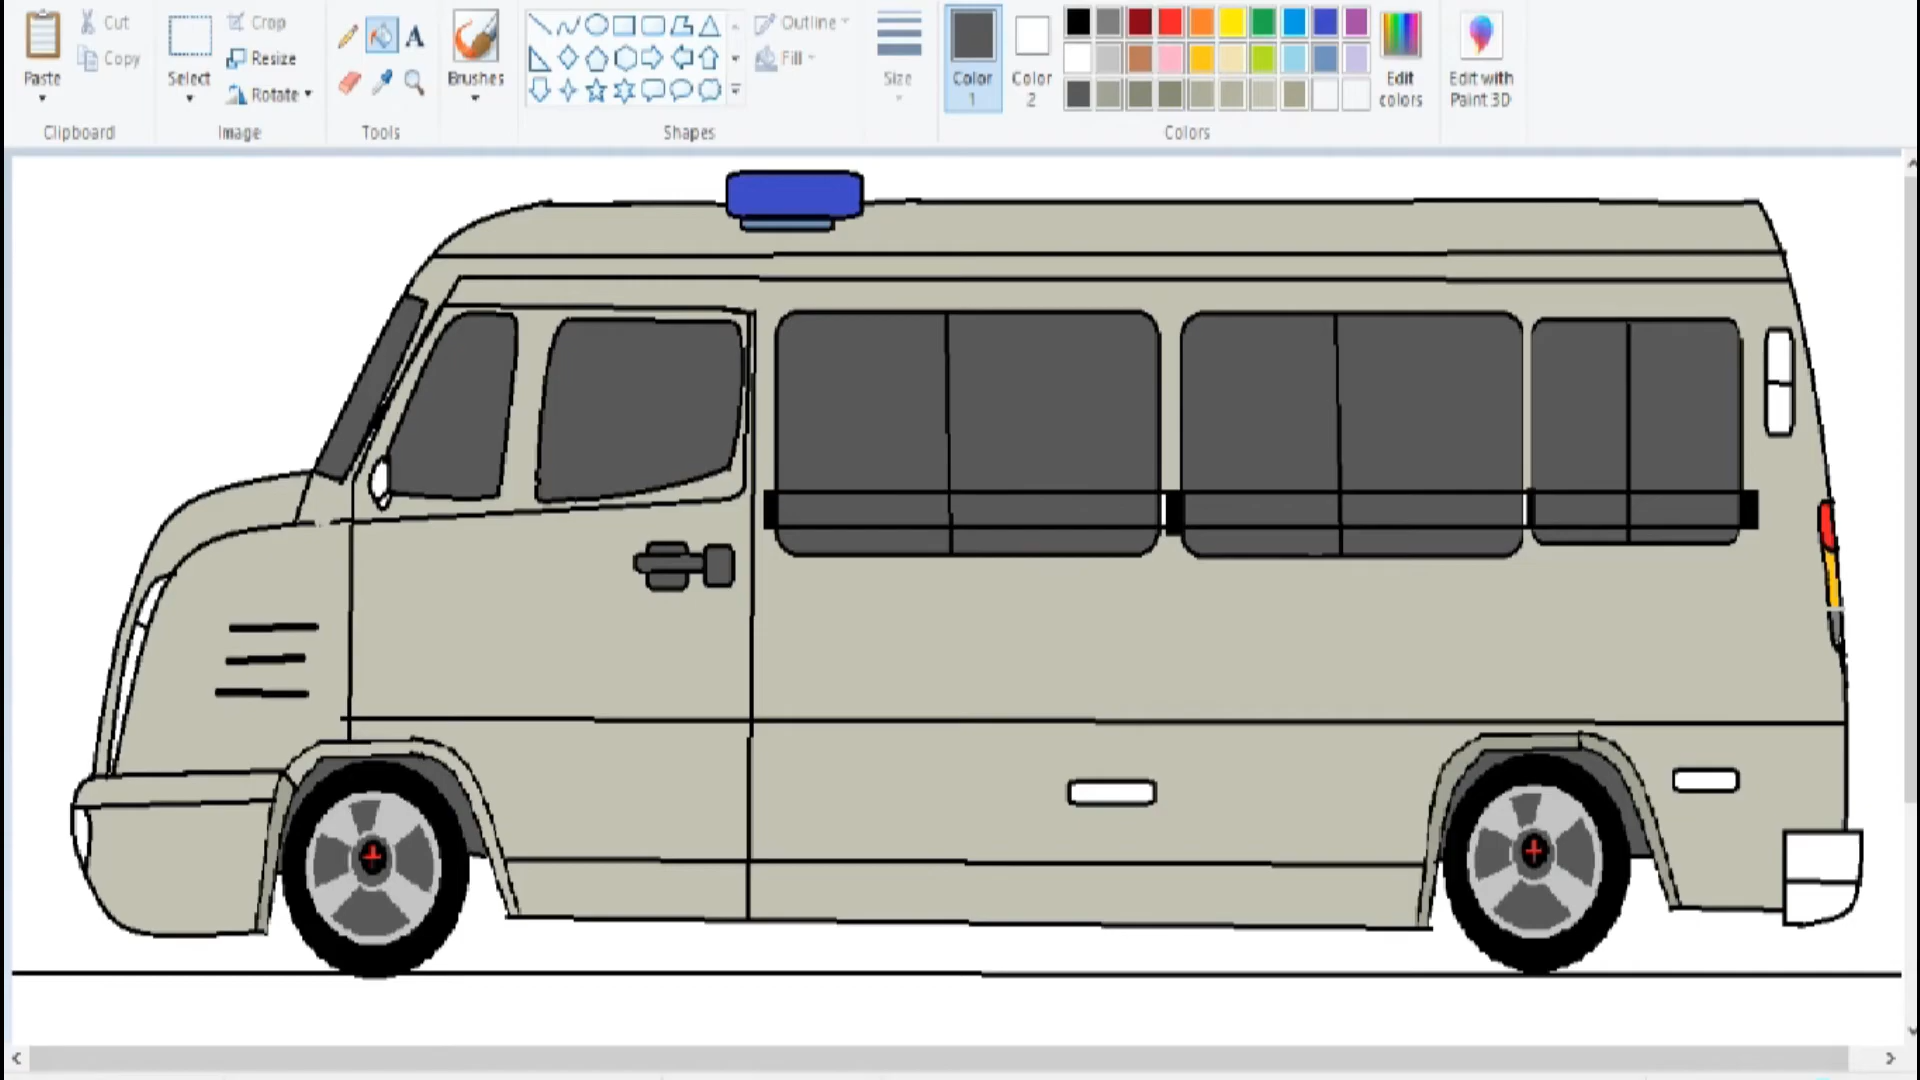 Paste
Cut
Copy
Clipboard
Select
Crop
Resize
Rotate
Image
A
Tools
Brushes
Shapes
Outline
Fill
Size
Color
1
Color
2
Colors
Edit
colors
Edit with
Paint 3D